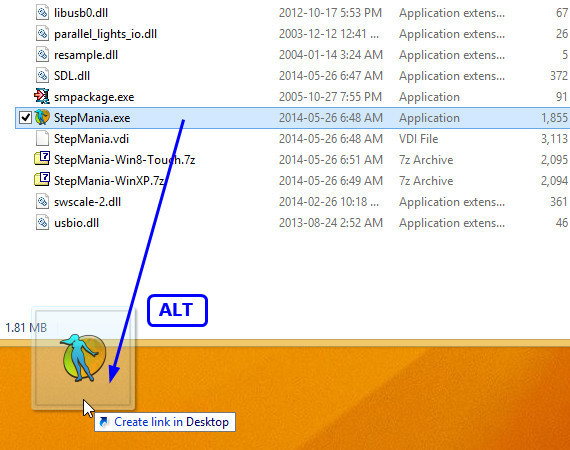 libusb0.dll 2012-10-17 5:53 PM Application extens... 67
parallel_lights_io.dll 2003-12-12 12:41 ... Application extens... 26
resample.dll 2004-01-14 3:24 AM Application extens... 5
SDL.dll 2014-05-26 6:47 AM Application extens... 372
smpackage.exe 2005-10-27 7:55 PM Application 91
StepMania.exe 2014-05-26 6:48 AM Application 1,855
StepMania.vdi 2014-05-26 6:48 AM VDI File 3,113
StepMania-Win8-Touch.7z 2014-05-26 6:51 AM 7z Archive 2,095
StepMania-WinXP.7z 2014-05-26 6:49 AM 7z Archive 2,094
swscale-2.dll 2014-02-26 10:18 ... Application extens... 361
usbio.dll 2013-08-24 2:52 AM Application extens... 46
ALT
1.81 MB
Create link in Desktop